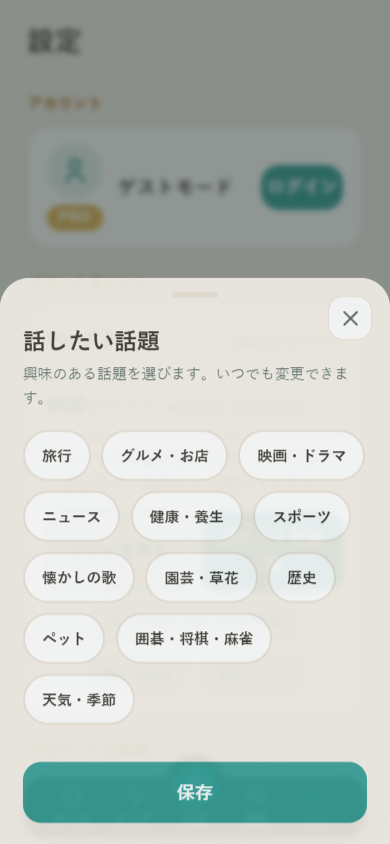 設定
アカウント
ゲストモード
ログイン
PRO
話したい話題
興味のある話題を選びます。いつでも変更できま
す。
旅行
グルメ・お店
映画・ドラマ
ニュース
健康・養生
スポーツ
懐かしの歌
園芸・草花
歴史
ペット
囲碁・将棋・麻雀
天気・季節
保存